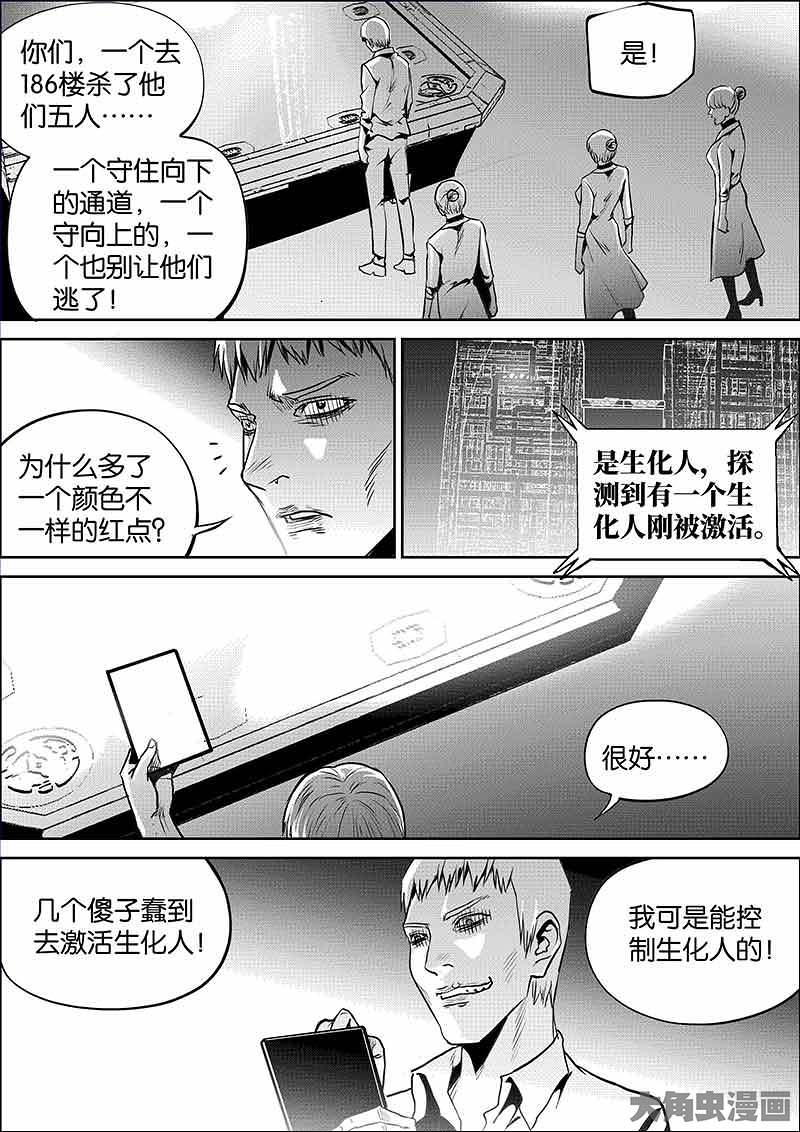 你们，一个去
186楼杀了他
们五人……
一个守住向下
的通道，一个
守向上的，一
个也别让他们
逃了！
是！
为什么多了
一个颜色不
一样的红点？
是生化人，探
测到有一个生
化人刚被激活。
很好……
几个傻子蠢到
去激活生化人！
我可是能控
制生化人的！
大角虫漫画